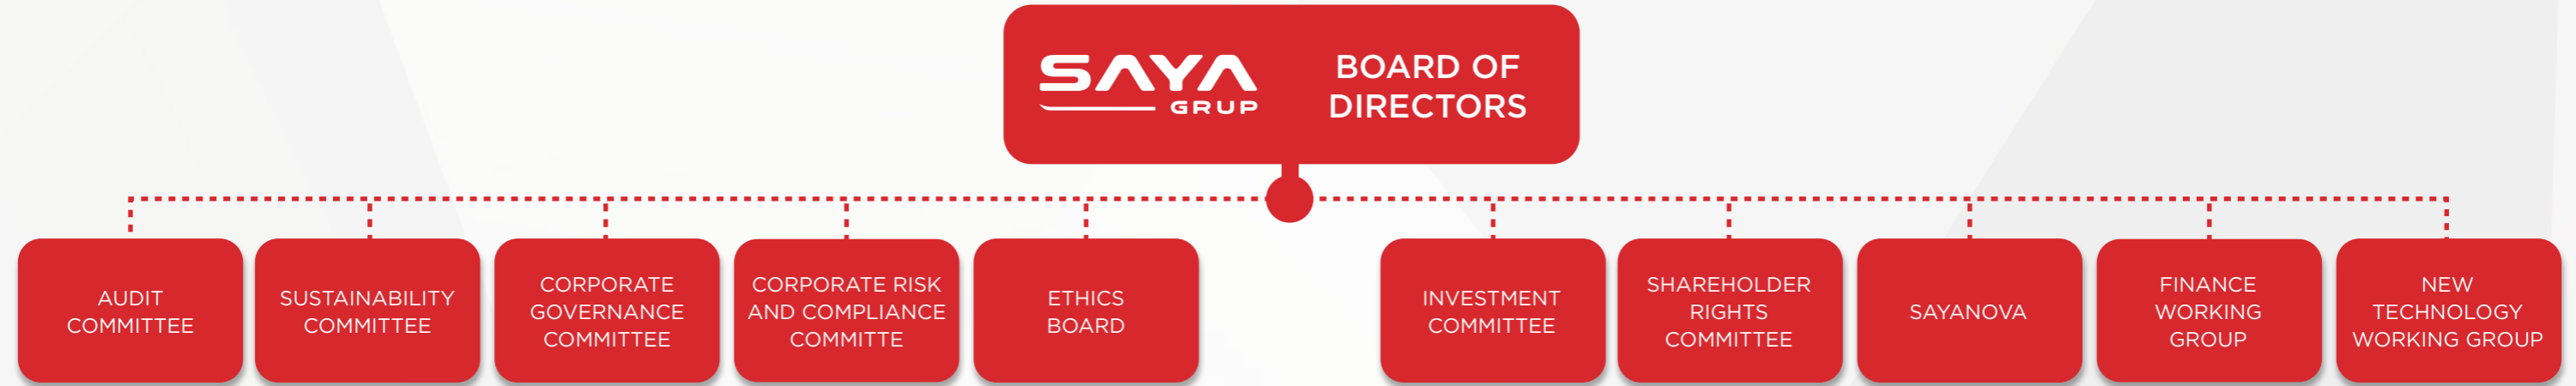 SAYA
GRUP
BOARD OF
DIRECTORS
AUDIT
COMMITTEE
SUSTAINABILITY
COMMITTEE
CORPORATE
GOVERNANCE
COMMITTEE
CORPORATE RISK
AND COMPLIANCE
COMMITTE
ETHICS
BOARD
INVESTMENT
COMMITTEE
SHAREHOLDER
RIGHTS
COMMITTEE
SAYANOVA
FINANCE
WORKING
GROUP
NEW
TECHNOLOGY
WORKING GROUP